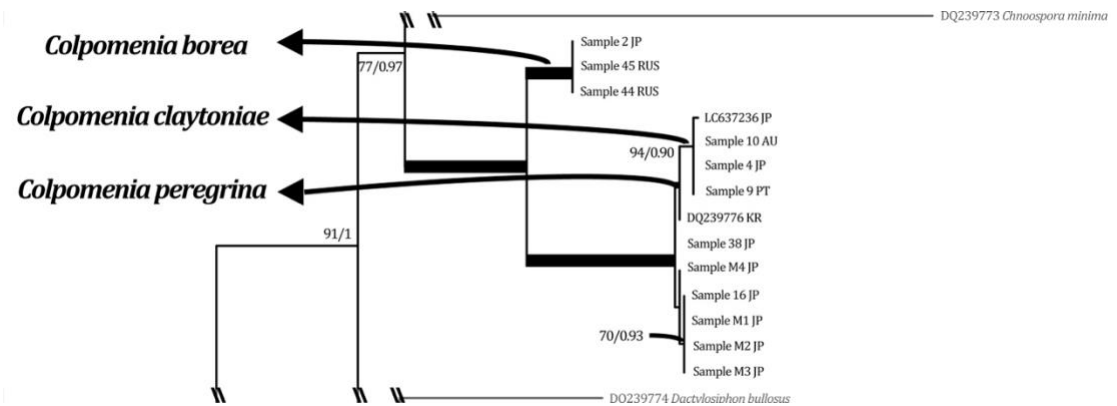 DQ239773 Chnoospora minima
Colpomenia borea
Sample 2 JP
77/0.97
Sample 45 RUS
Sample 44 RUS
Colpomenia claytoniae
LC637236 JP
Sample 10 AU
94/0.90
Sample 4 JP
Colpomenia peregrina
Sample 9 PT
DQ239776 KR
91/1
Sample 38 JP
Sample M4 JP
Sample 16 JP
Sample M1 JP
70/0.93
Sample M2 JP
Sample M3 JP
DQ239774 Dactylosiphon bullosus